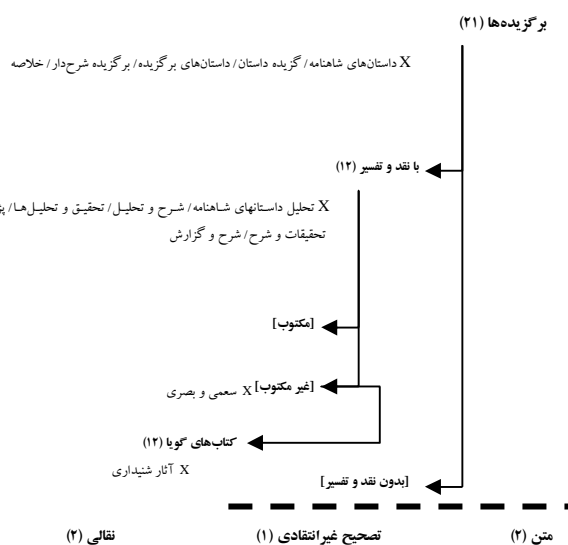 برگزیده‌ها (۲۱)
X داستان‌های شاهنامه/ گزیده داستان/ داستان‌های برگزیده/ برگزیده شرح‌دار/ خلاصه
با نقد و تفسیر (۱۲)
X تحلیل داستانهای شاهنامه/ شرح و تحلیل/ تحقیق و تحلیل‌ها/
تحقیقات و شرح/ شرح و گزارش
[مکتوب]
[غیر مکتوب] X سعمی و بصری
کتاب‌های گویا (۱۲)
X آثار شنیداری
[بدون نقد و تفسیر]
متن (۲) تصحیح غیرانتقادی (۱) نقالی (۲)